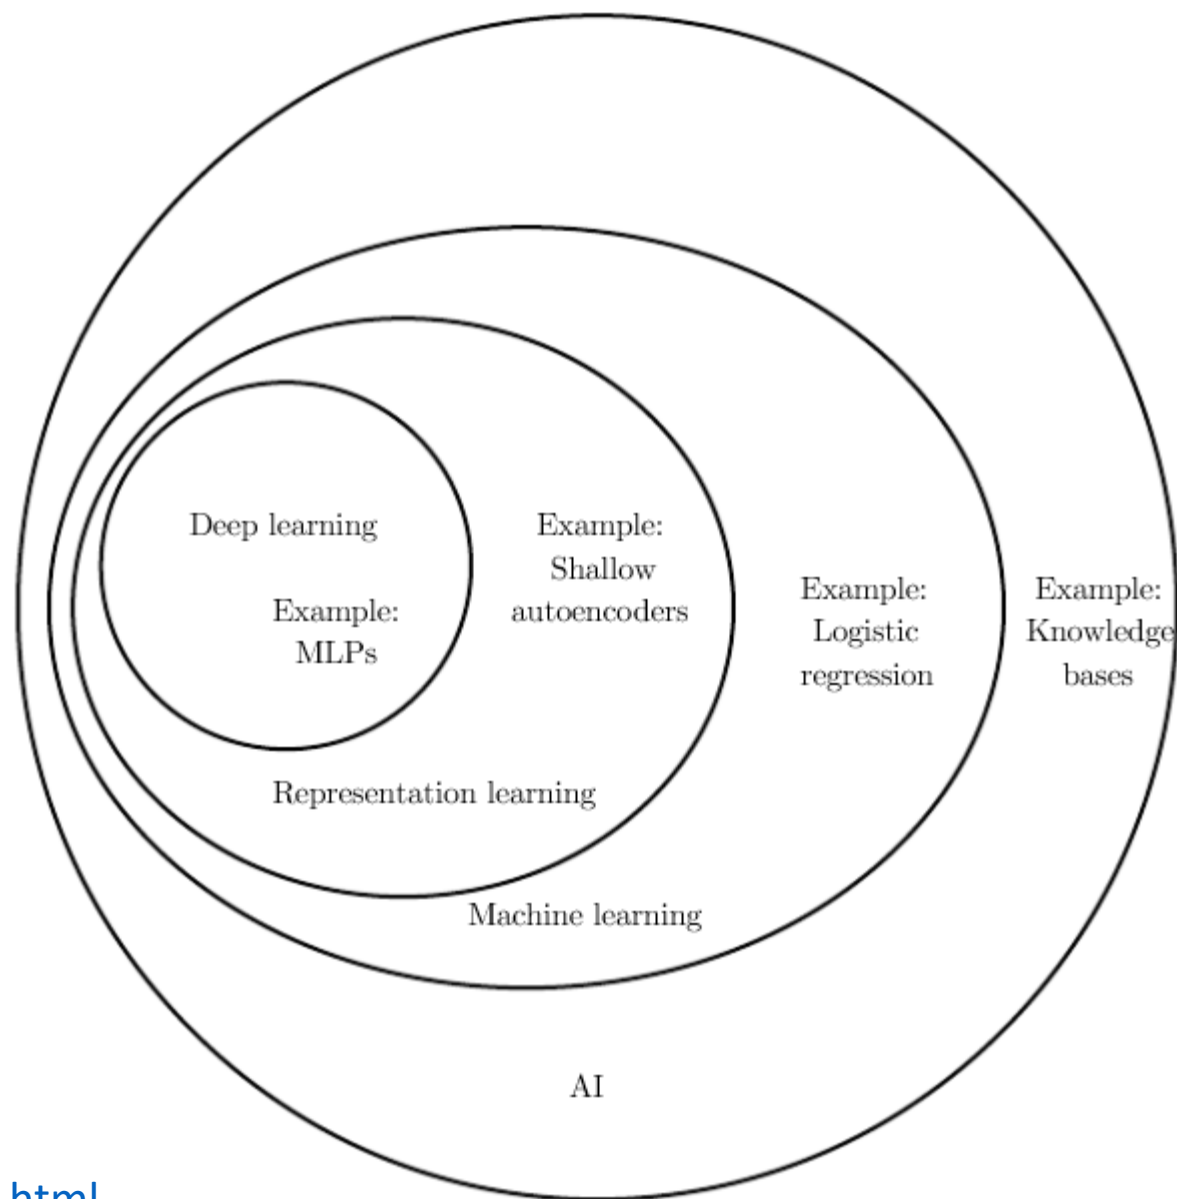 Deep learning
Example:
MLPs
Example:
Shallow
autoencoders
Example:
Logistic
regression
Example:
Knowledge
bases
Representation learning
Machine learning
AI
html